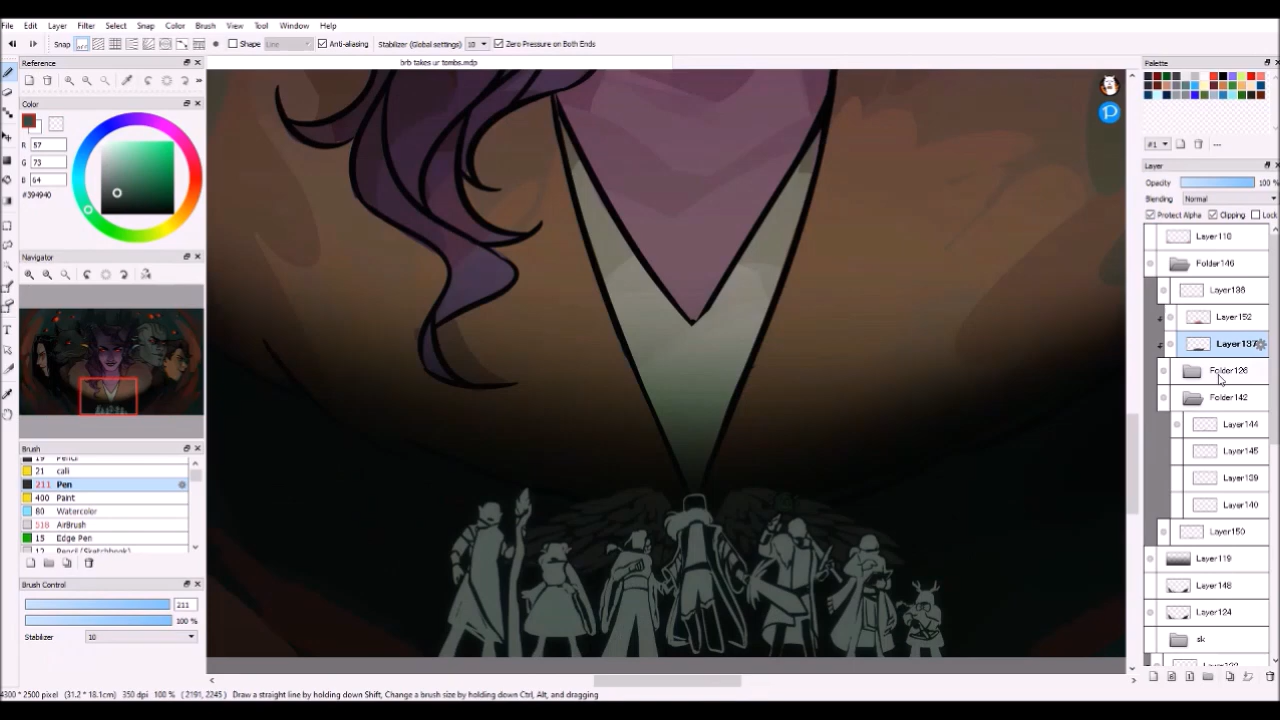 File Edit Layer Filter Select Snap Color Brush View Tool Window Help
Snap Shape Line Anti-aliasing Stabilizer (Global settings) 10 Zero Pressure on Both Ends
Reference
brb takes ur tombs.mdp
Palette
#1
Color
R 57
G 73
B 64
#394940
Layer
Opacity 100 %
Blending Normal
Protect Alpha Clipping Lock
Layer110
Folder146
Layer136
Layer152
Layer137
Folder126
Folder142
Layer144
Layer145
Layer139
Layer140
Layer150
Layer119
Layer148
Layer124
sk
Navigator
Brush
21 calli
211 Pen
400 Paint
80 Watercolor
518 AirBrush
15 Edge Pen
12 Pencil (Sketchbook)
Brush Control
211
100 %
Stabilizer 10
4300 * 2500 pixel (31.2 * 18.1cm) 350 dpi 100 % ( 2191, 2245 ) Draw a straight line by holding down Shift, Change a brush size by holding down Ctrl, Alt, and dragging